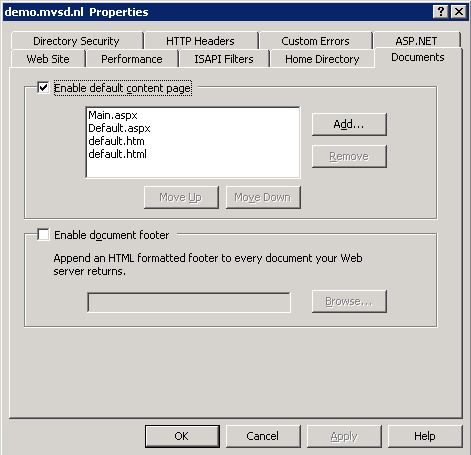 demo.mvsd.nl Properties
Directory Security
HTTP Headers
Custom Errors
ASP.NET
Web Site
Performance
ISAPI Filters
Home Directory
Documents
Enable default content page
Main.aspx
Default.aspx
default.htm
default.html
Add...
Remove
Move Up
Move Down
Enable document footer
Append an HTML formatted footer to every document your Web
server returns.
Browse...
OK
Cancel
Apply
Help